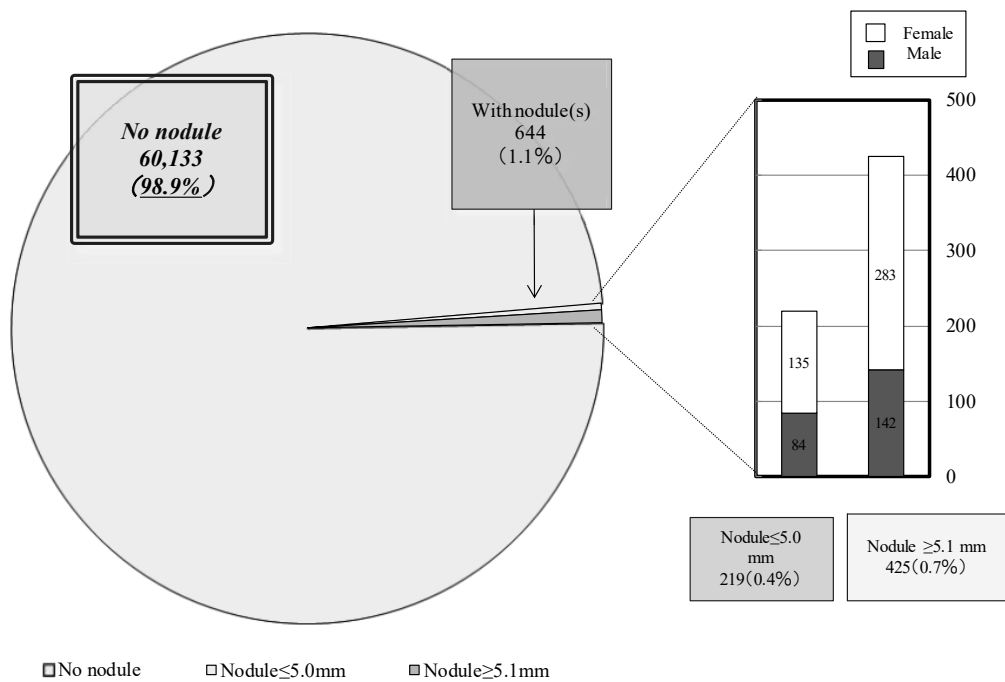 Female
Male
No nodule
60,133
(98.9%)
With nodule(s)
644
(1.1%)
500
400
300
200
100
0
283
135
142
84
Nodule≤5.0
mm
219(0.4%)
Nodule ≥5.1 mm
425(0.7%)
No nodule
Nodule≤5.0mm
Nodule≥5.1mm